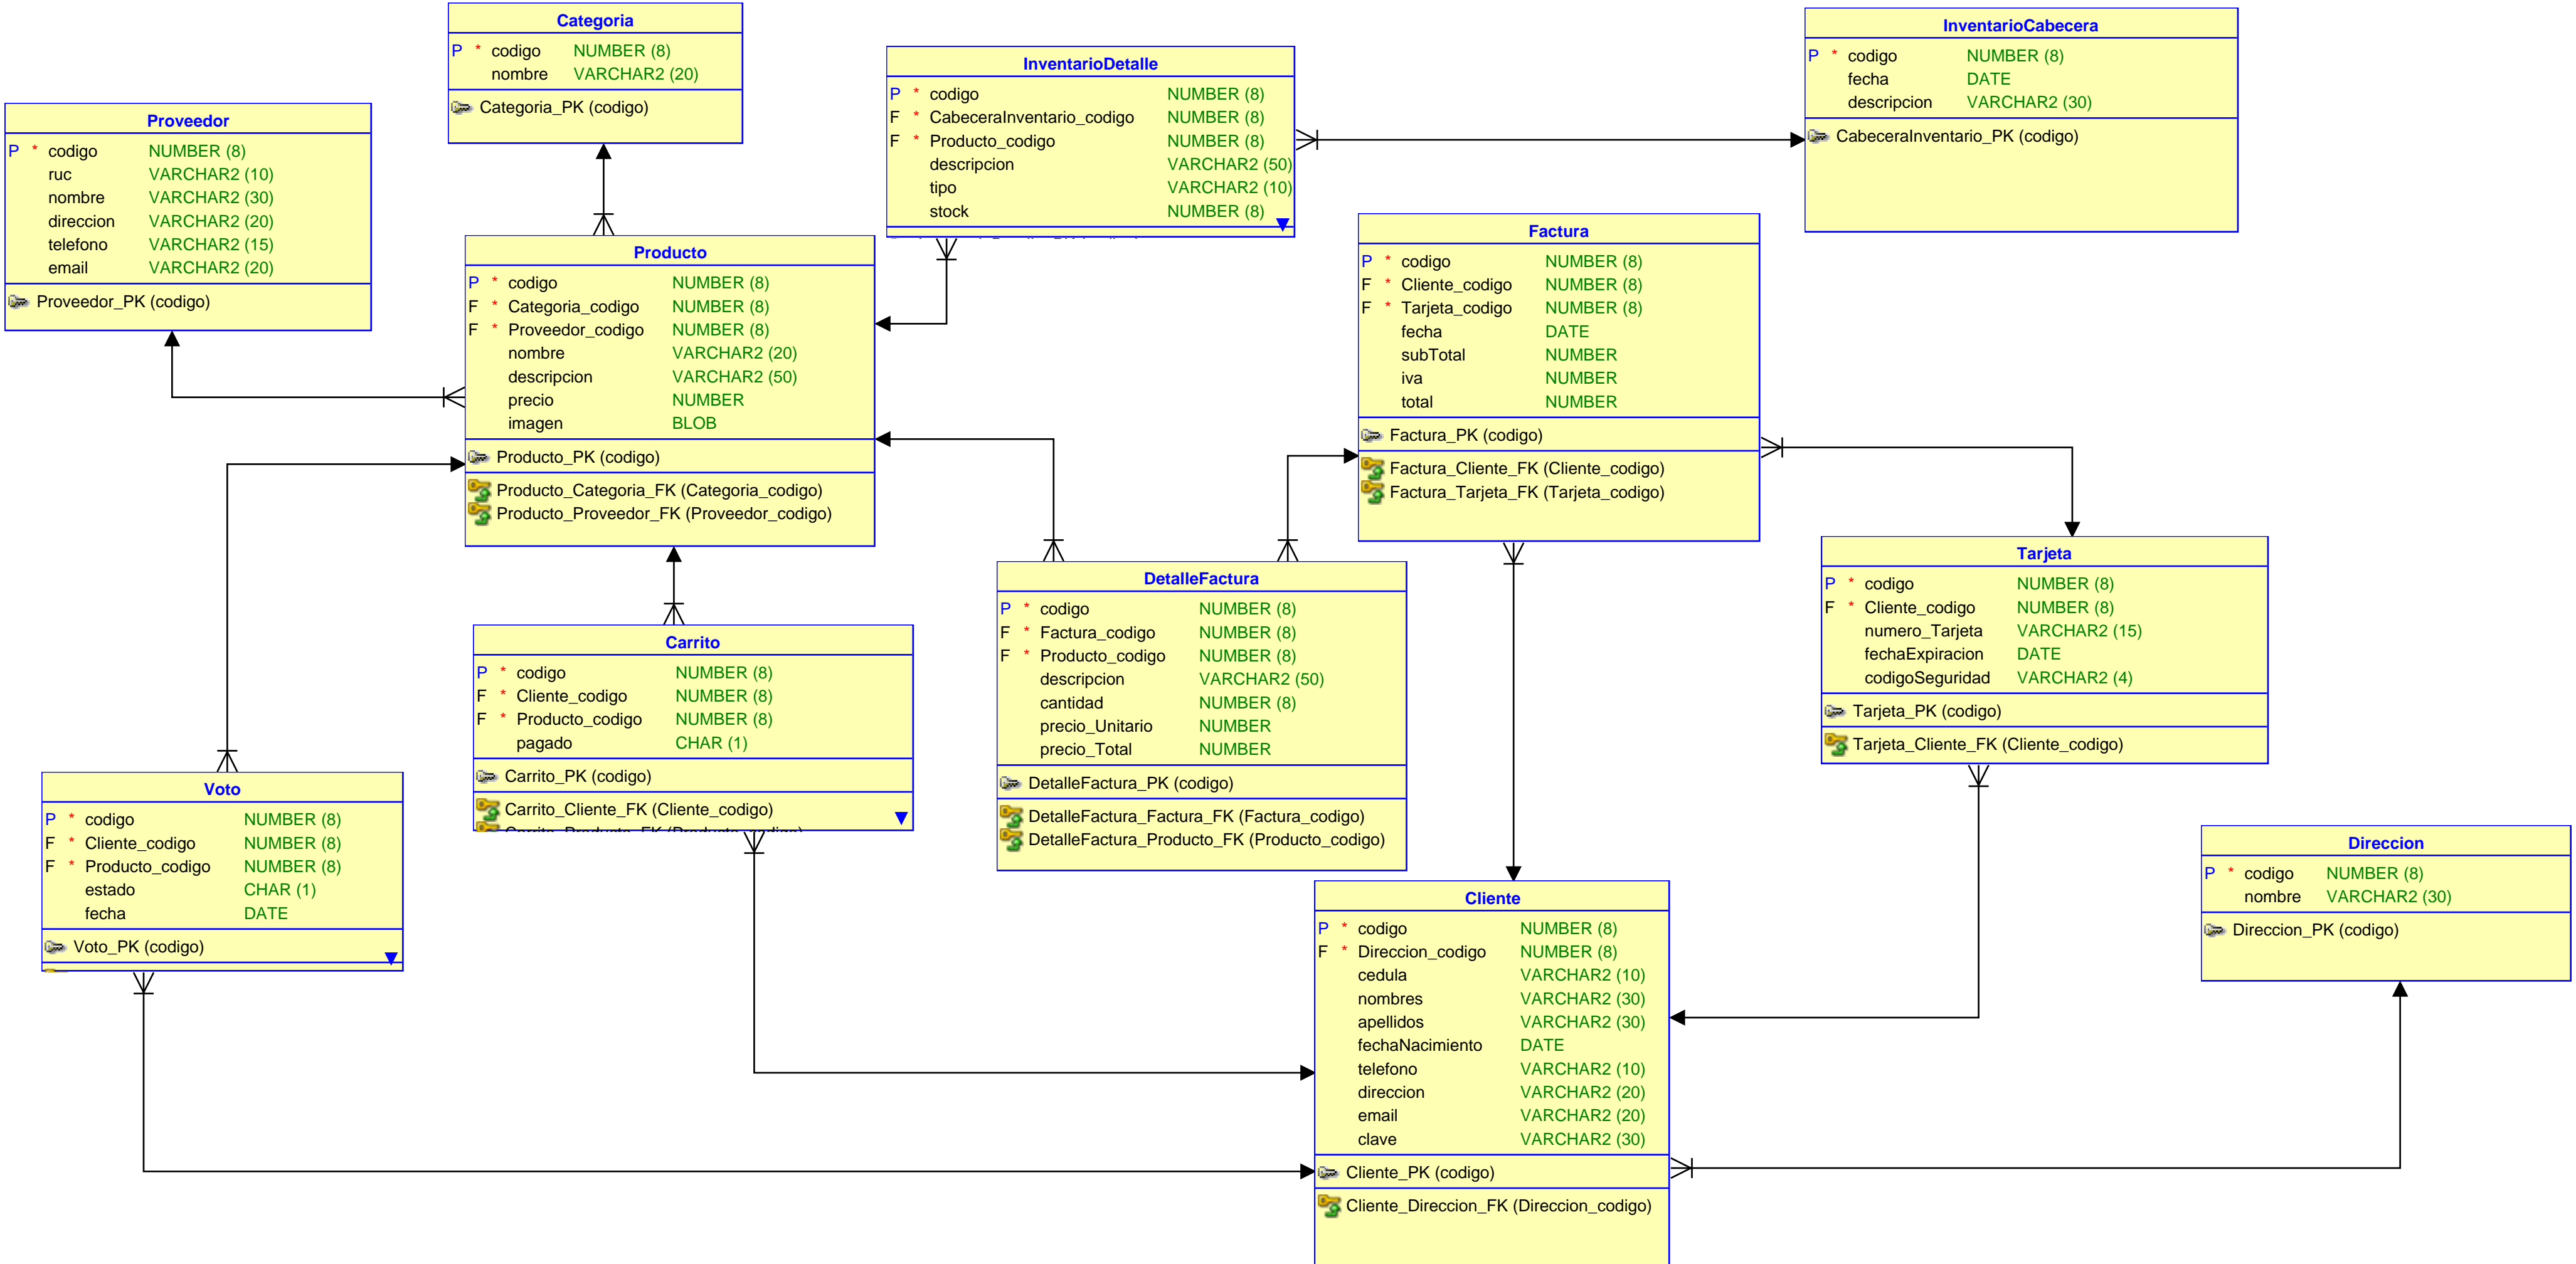 Categoria
P * codigo NUMBER (8)
nombre VARCHAR2 (20)
Categoria_PK (codigo)
InventarioCabecera
P * codigo NUMBER (8)
fecha DATE
descripcion VARCHAR2 (30)
CabeceraInventario_PK (codigo)
InventarioDetalle
P * codigo NUMBER (8)
F * CabeceraInventario_codigo NUMBER (8)
F * Producto_codigo NUMBER (8)
descripcion VARCHAR2 (50)
tipo VARCHAR2 (10)
stock NUMBER (8)
Proveedor
P * codigo NUMBER (8)
ruc VARCHAR2 (10)
nombre VARCHAR2 (30)
direccion VARCHAR2 (20)
telefono VARCHAR2 (15)
email VARCHAR2 (20)
Proveedor_PK (codigo)
Producto
P * codigo NUMBER (8)
F * Categoria_codigo NUMBER (8)
F * Proveedor_codigo NUMBER (8)
nombre VARCHAR2 (20)
descripcion VARCHAR2 (50)
precio NUMBER
imagen BLOB
Producto_PK (codigo)
Producto_Categoria_FK (Categoria_codigo)
Producto_Proveedor_FK (Proveedor_codigo)
Factura
P * codigo NUMBER (8)
F * Cliente_codigo NUMBER (8)
F * Tarjeta_codigo NUMBER (8)
fecha DATE
subTotal NUMBER
iva NUMBER
total NUMBER
Factura_PK (codigo)
Factura_Cliente_FK (Cliente_codigo)
Factura_Tarjeta_FK (Tarjeta_codigo)
Tarjeta
P * codigo NUMBER (8)
F * Cliente_codigo NUMBER (8)
numero_Tarjeta VARCHAR2 (15)
fechaExpiracion DATE
codigoSeguridad VARCHAR2 (4)
Tarjeta_PK (codigo)
Tarjeta_Cliente_FK (Cliente_codigo)
DetalleFactura
P * codigo NUMBER (8)
F * Factura_codigo NUMBER (8)
F * Producto_codigo NUMBER (8)
descripcion VARCHAR2 (50)
cantidad NUMBER (8)
precio_Unitario NUMBER
precio_Total NUMBER
DetalleFactura_PK (codigo)
DetalleFactura_Factura_FK (Factura_codigo)
DetalleFactura_Producto_FK (Producto_codigo)
Carrito
P * codigo NUMBER (8)
F * Cliente_codigo NUMBER (8)
F * Producto_codigo NUMBER (8)
pagado CHAR (1)
Carrito_PK (codigo)
Carrito_Cliente_FK (Cliente_codigo)
Carrito_Producto_FK (Producto_codigo)
Voto
P * codigo NUMBER (8)
F * Cliente_codigo NUMBER (8)
F * Producto_codigo NUMBER (8)
estado CHAR (1)
fecha DATE
Voto_PK (codigo)
Direccion
P * codigo NUMBER (8)
nombre VARCHAR2 (30)
Direccion_PK (codigo)
Cliente
P * codigo NUMBER (8)
F * Direccion_codigo NUMBER (8)
cedula VARCHAR2 (10)
nombres VARCHAR2 (30)
apellidos VARCHAR2 (30)
fechaNacimiento DATE
telefono VARCHAR2 (10)
direccion VARCHAR2 (20)
email VARCHAR2 (20)
clave VARCHAR2 (30)
Cliente_PK (codigo)
Cliente_Direccion_FK (Direccion_codigo)